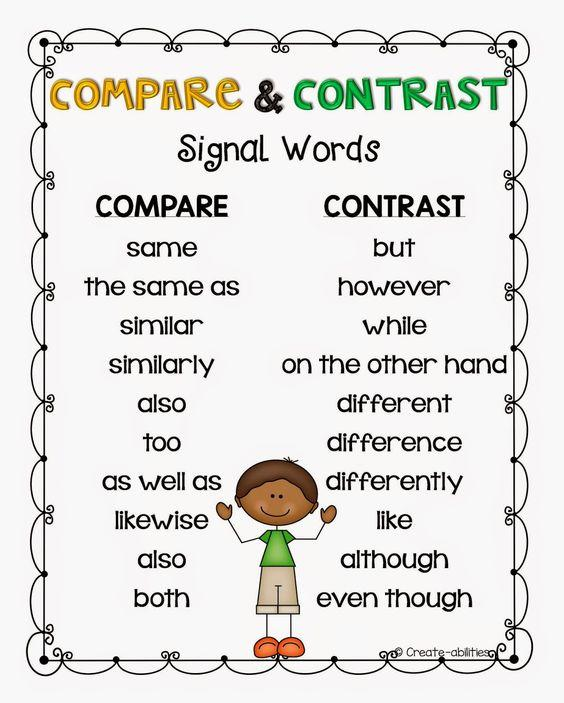 COMPARE & CONTRAST
Signal Words
COMPARE
same
the same as
similar
similarly
also
too
as well as
likewise
also
both
CONTRAST
but
however
while
on the other hand
different
difference
differently
like
although
even though
© Create-abilities